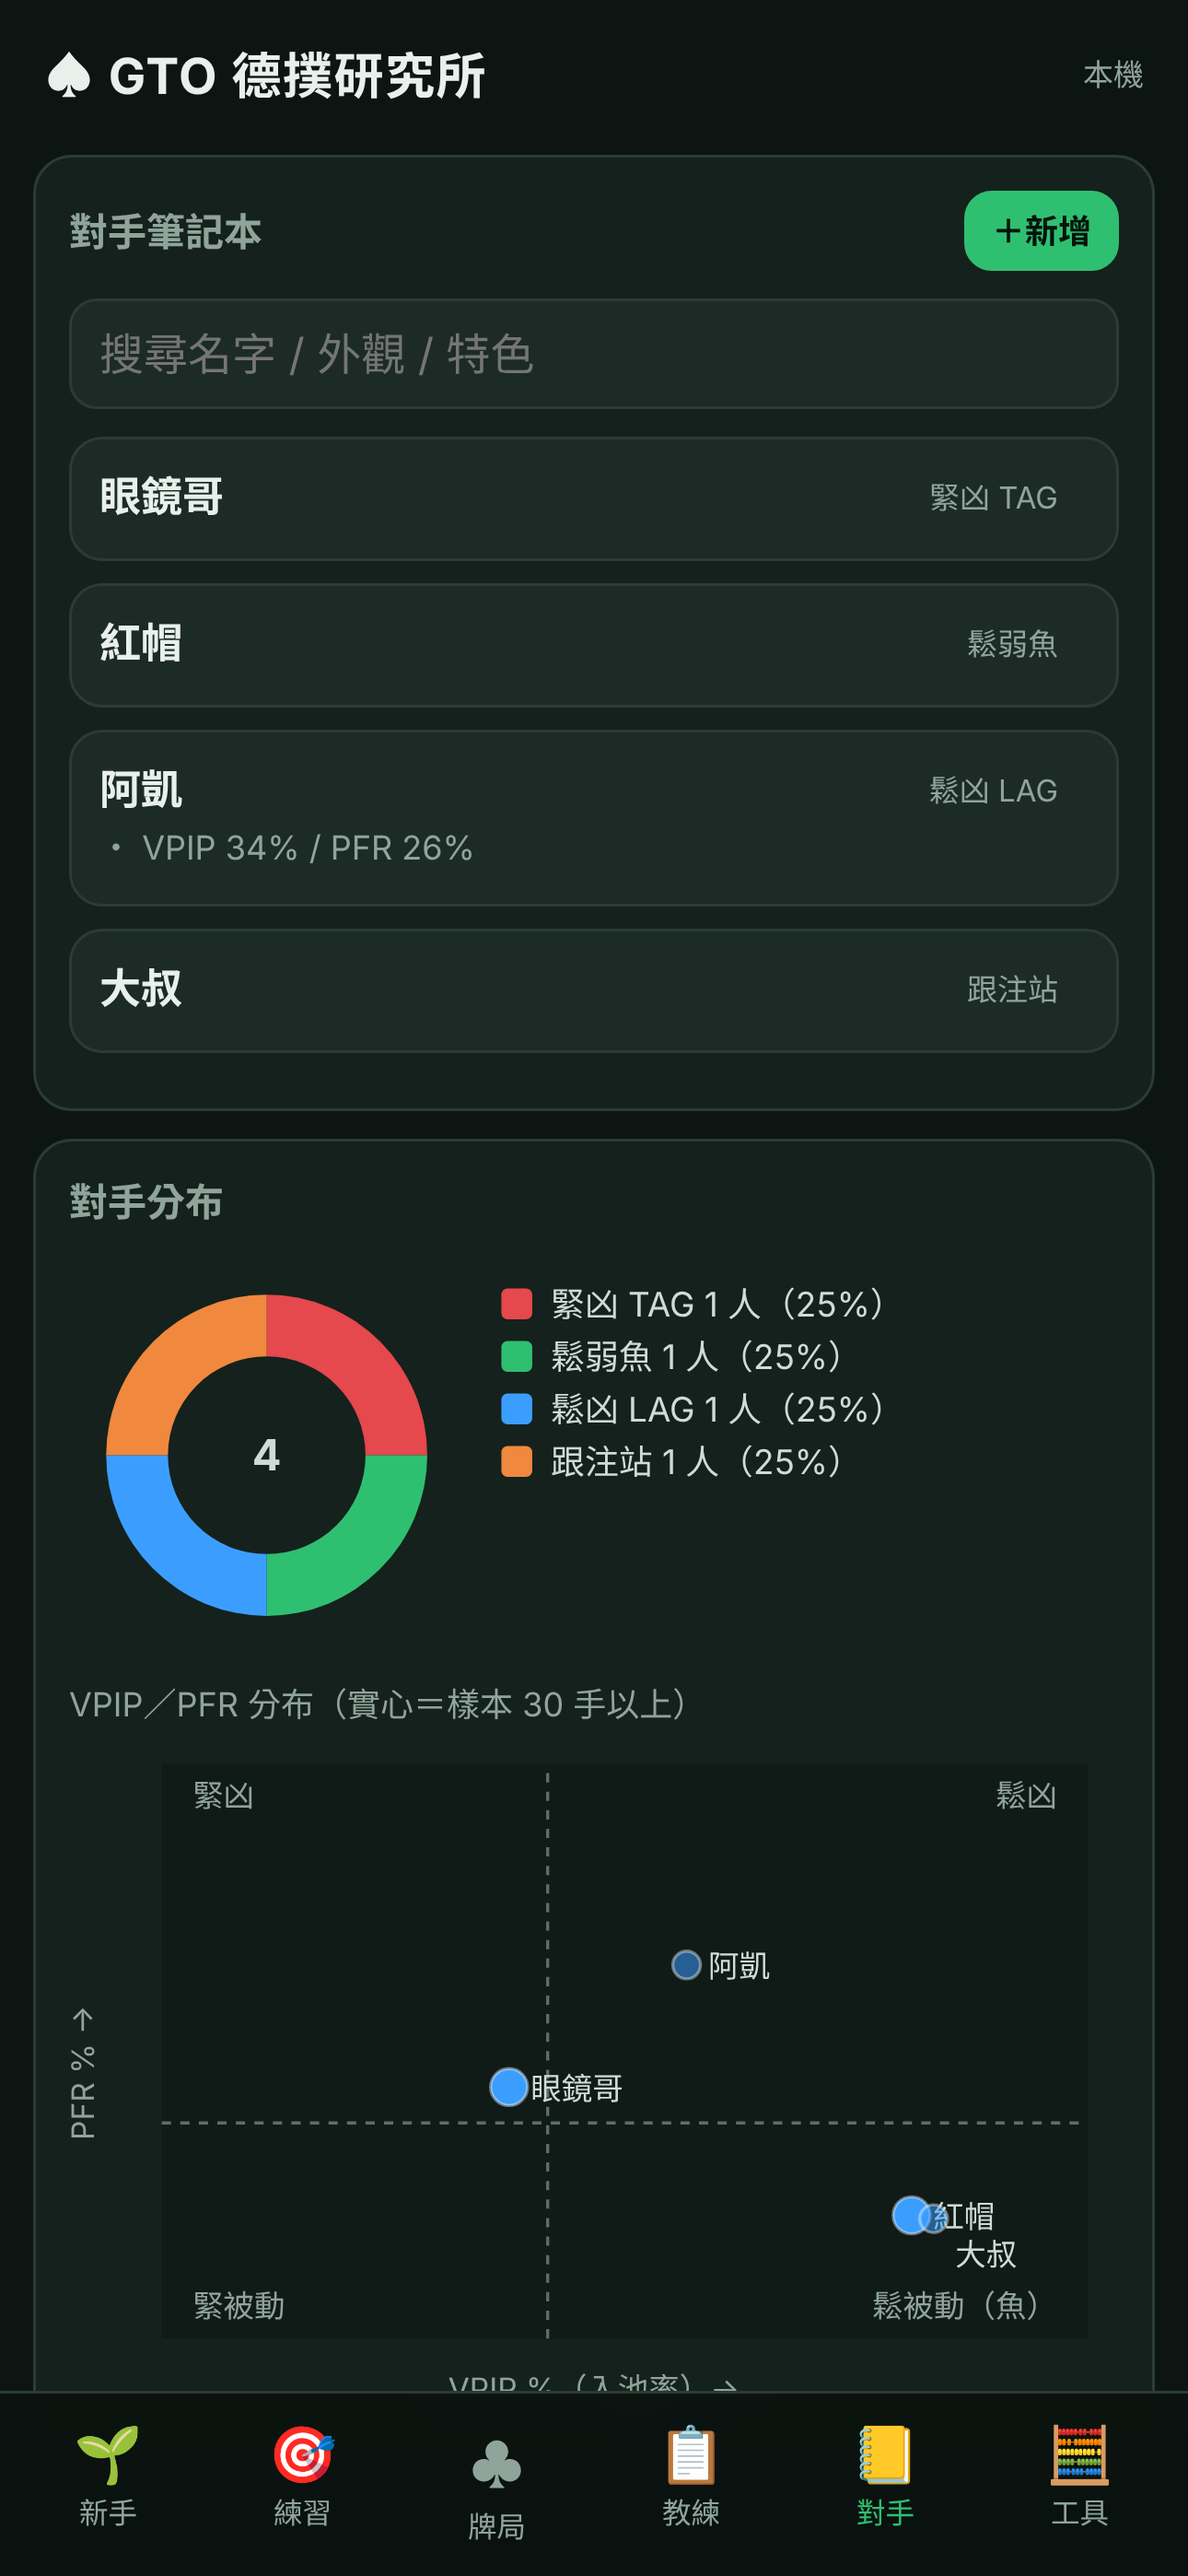 GTO 德撲研究所
本機
對手筆記本
＋新增
搜尋名字 / 外觀 / 特色
眼鏡哥
緊凶 TAG
紅帽
鬆弱魚
阿凱
鬆凶 LAG
・ VPIP 34% / PFR 26%
大叔
跟注站
對手分布
4
緊凶 TAG 1 人（25%）
鬆弱魚 1 人（25%）
鬆凶 LAG 1 人（25%）
跟注站 1 人（25%）
VPIP／PFR 分布（實心＝樣本 30 手以上）
緊凶
鬆凶
阿凱
PFR % →
眼鏡哥
紅帽
大叔
緊被動
鬆被動（魚）
VPIP %（入池率）→
新手
練習
牌局
教練
對手
工具